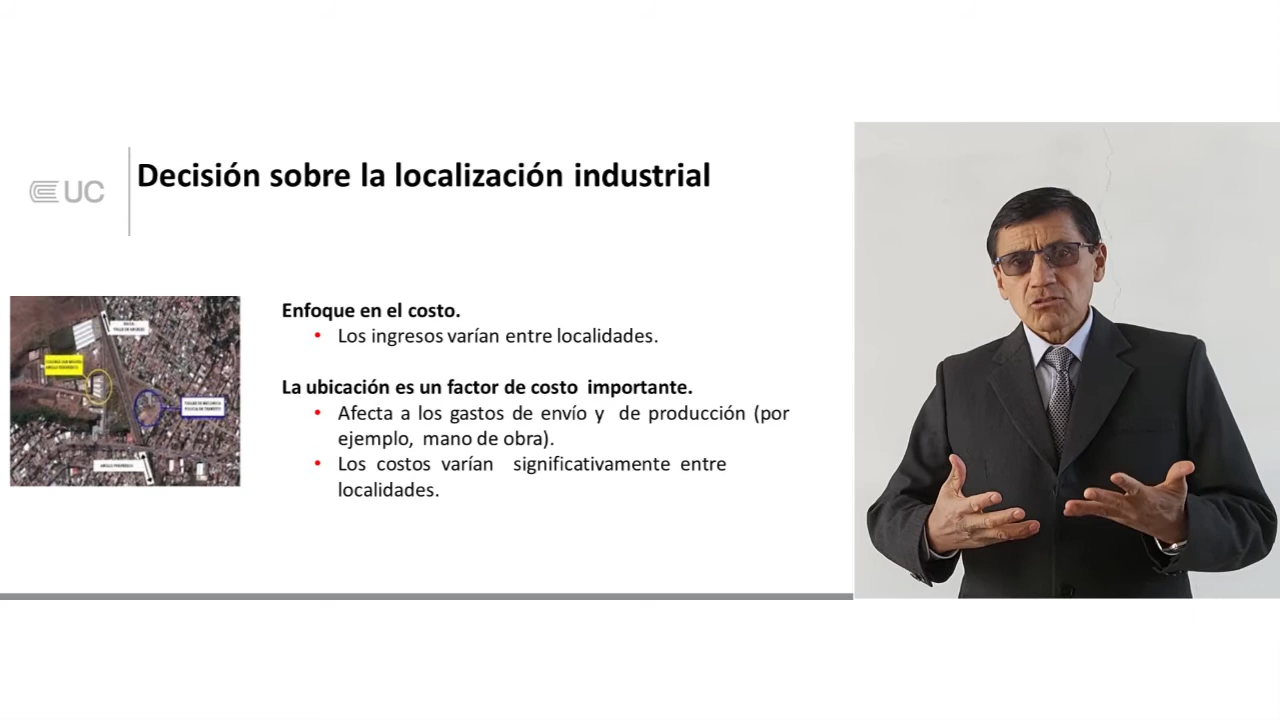 UC
Decisión sobre la localización industrial
Enfoque en el costo.
• Los ingresos varían entre localidades.
La ubicación es un factor de costo importante.
• Afecta a los gastos de envío y de producción (por
ejemplo, mano de obra).
• Los costos varían significativamente entre
localidades.